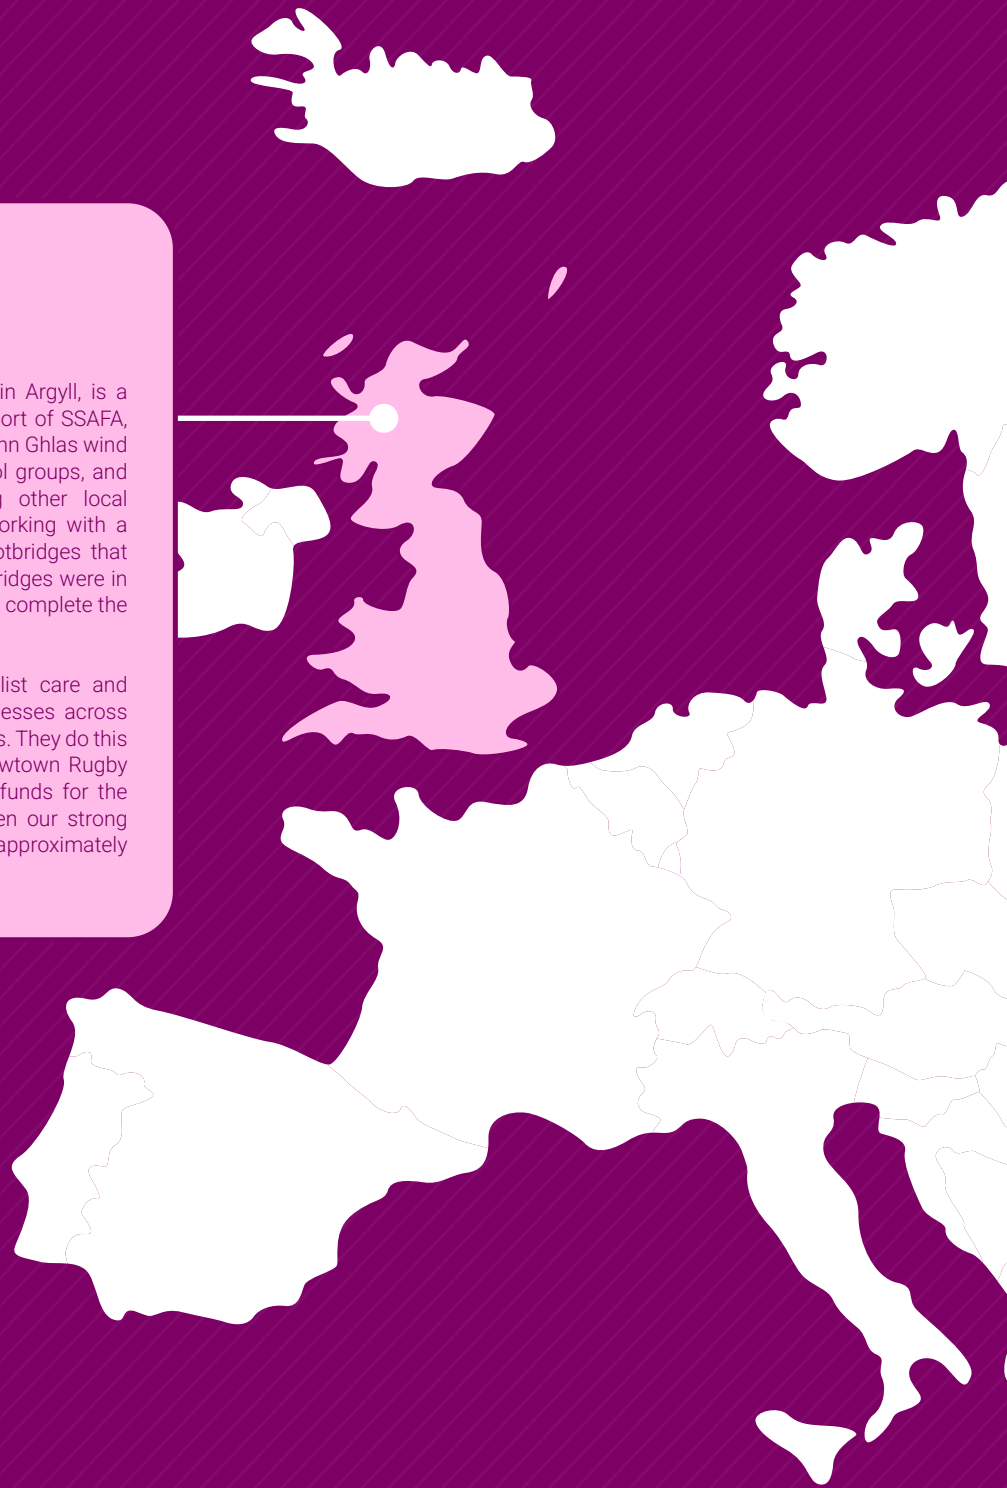 in Argyll, is a
ort of SSAFA,
nn Ghlas wind
ol groups, and
other local
orking with a
otbridges that
ridges were in
complete the
list care and
esses across
s. They do this
wtown Rugby
funds for the
en our strong
approximately